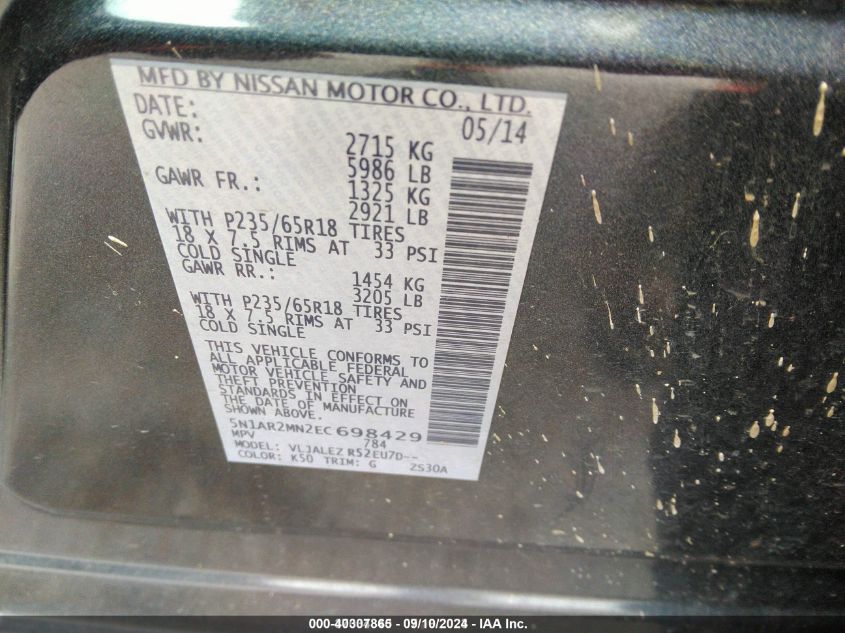 MFD BY NISSAN MOTOR CO., LTD.
DATE: 05/14
GVWR: 2715 KG
5986 LB
GAWR FR.: 1325 KG
2921 LB
WITH P235/65R18 TIRES
18 X 7.5 RIMS AT 33 PSI
COLD SINGLE
GAWR RR.: 1454 KG
3205 LB
WITH P235/65R18 TIRES
18 X 7.5 RIMS AT 33 PSI
COLD SINGLE
THIS VEHICLE CONFORMS TO
ALL APPLICABLE FEDERAL
MOTOR VEHICLE SAFETY AND
THEFT PREVENTION
STANDARDS IN EFFECT ON
THE DATE OF MANUFACTURE
SHOWN ABOVE.
5N1AR2MN2EC698429
MPV 784
MODEL: VLJALEZ R52EU7D--
COLOR: K50 TRIM: G ZS30A
000-40307865 - 09/10/2024 - IAA Inc.